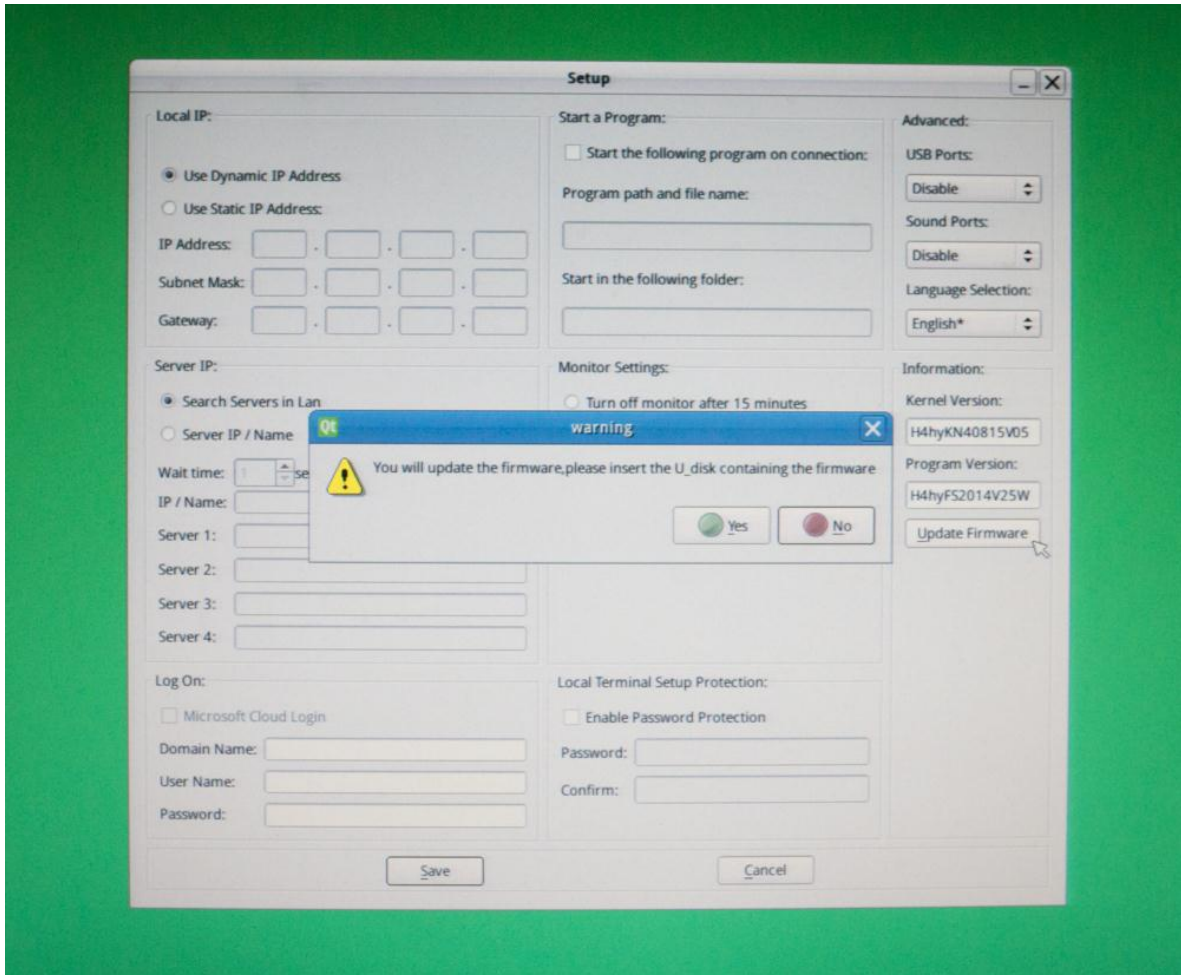 Setup
Local IP:
Use Dynamic IP Address
Use Static IP Address:
IP Address:
Subnet Mask:
Gateway:
Start a Program:
Start the following program on connection:
Program path and file name:
Start in the following folder:
Advanced:
USB Ports:
Disable
Sound Ports:
Disable
Language Selection:
English*
Server IP:
Search Servers in Lan
Server IP / Name
Wait time:
IP / Name:
Server 1:
Server 2:
Server 3:
Server 4:
Monitor Settings:
Turn off monitor after 15 minutes
Qt
warning
You will update the firmware,please insert the U_disk containing the firmware
Yes
No
Information:
Kernel Version:
H4hyKN40815V05
Program Version:
H4hyFS2014V25W
Update Firmware
Log On:
Microsoft Cloud Login
Domain Name:
User Name:
Password:
Local Terminal Setup Protection:
Enable Password Protection
Password:
Confirm:
Save
Cancel